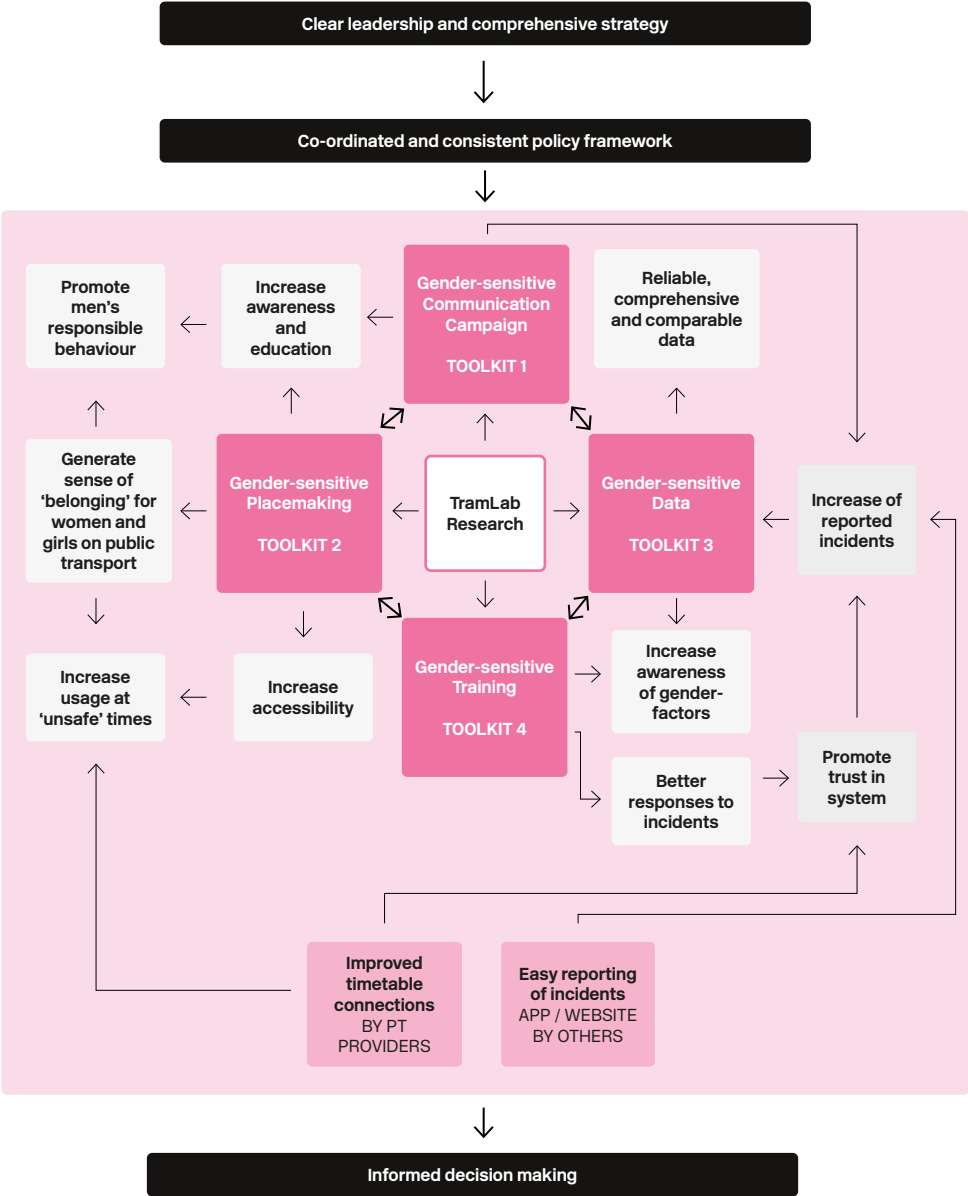 Clear leadership and comprehensive strategy
Co-ordinated and consistent policy framework
Promote
men’s
responsible
behaviour
Increase
awareness
and
education
Gender-sensitive
Communication
Campaign
TOOLKIT 1
Reliable,
comprehensive
and comparable
data
Generate
sense of
‘belonging’ for
women and
girls on public
transport
Gender-sensitive
Placemaking
TOOLKIT 2
TramLab
Research
Gender-sensitive
Data
TOOLKIT 3
Increase of
reported
incidents
Increase
usage at
‘unsafe’ times
Increase
accessibility
Gender-sensitive
Training
TOOLKIT 4
Increase
awareness
of gender-
factors
Better
responses to
incidents
Promote
trust in
system
Improved
timetable
connections
BY PT
PROVIDERS
Easy reporting
of incidents
APP / WEBSITE
BY OTHERS
Informed decision making